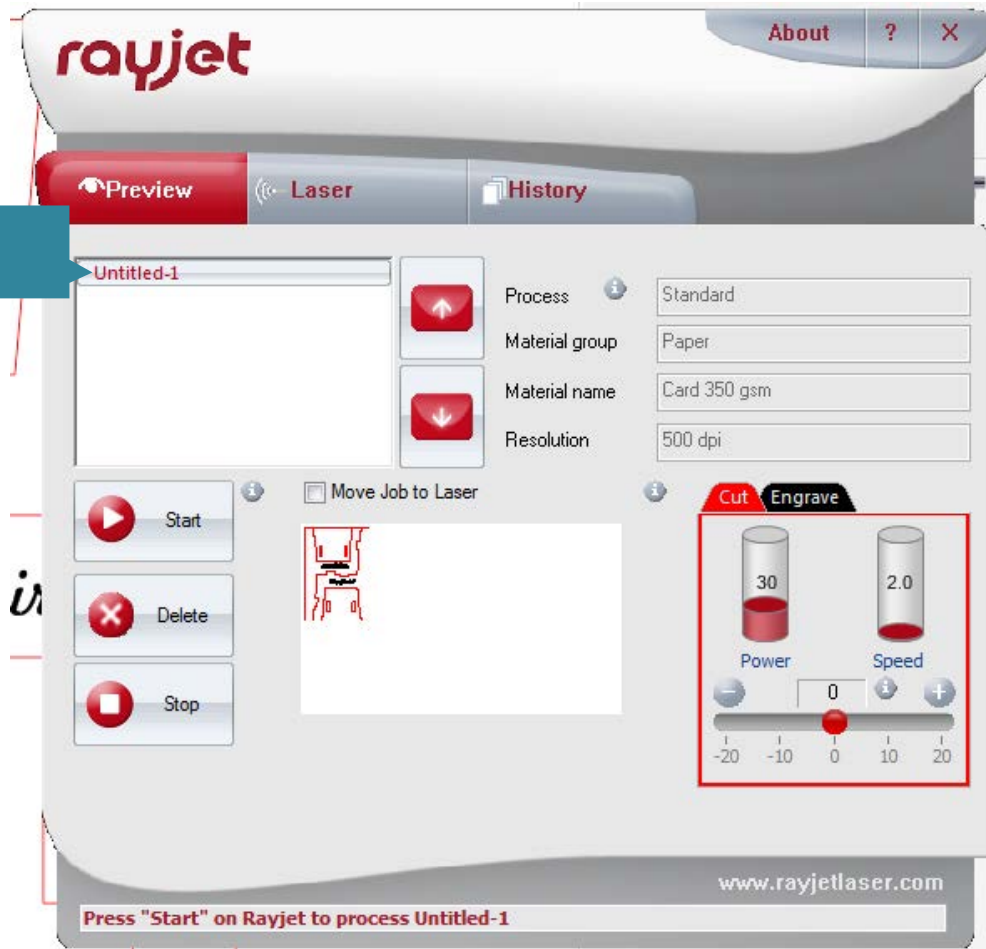 rayjet
About ? X
Preview Laser History
Untitled-1
Process Standard
Material group Paper
Material name Card 350 gsm
Resolution 500 dpi
Start
Move Job to Laser
Cut Engrave
30 2.0
Delete
Power Speed
Stop
0
-20 -10 0 10 20
www.rayjetlaser.com
Press "Start" on Rayjet to process Untitled-1